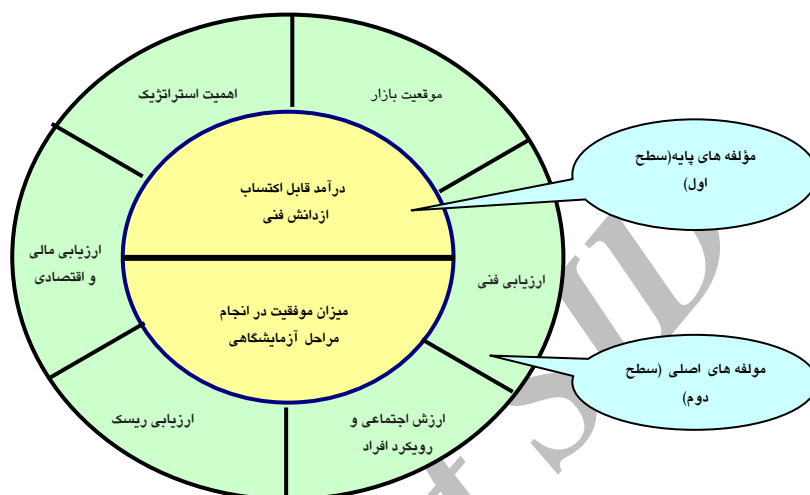 موقعیت بازار
اهمیت استراتژیک
مؤلفه های پایه(سطح
اول)
درآمد قابل اکتساب
ازدانش فنی
ارزیابی مالی
و اقتصادی
ارزیابی فنی
میزان موفقیت در انجام
مراحل آزمایشگاهی
مولفه های اصلی (سطح
دوم)
ارزش اجتماعی و
رویکرد افراد
ارزیابی ریسک
SID